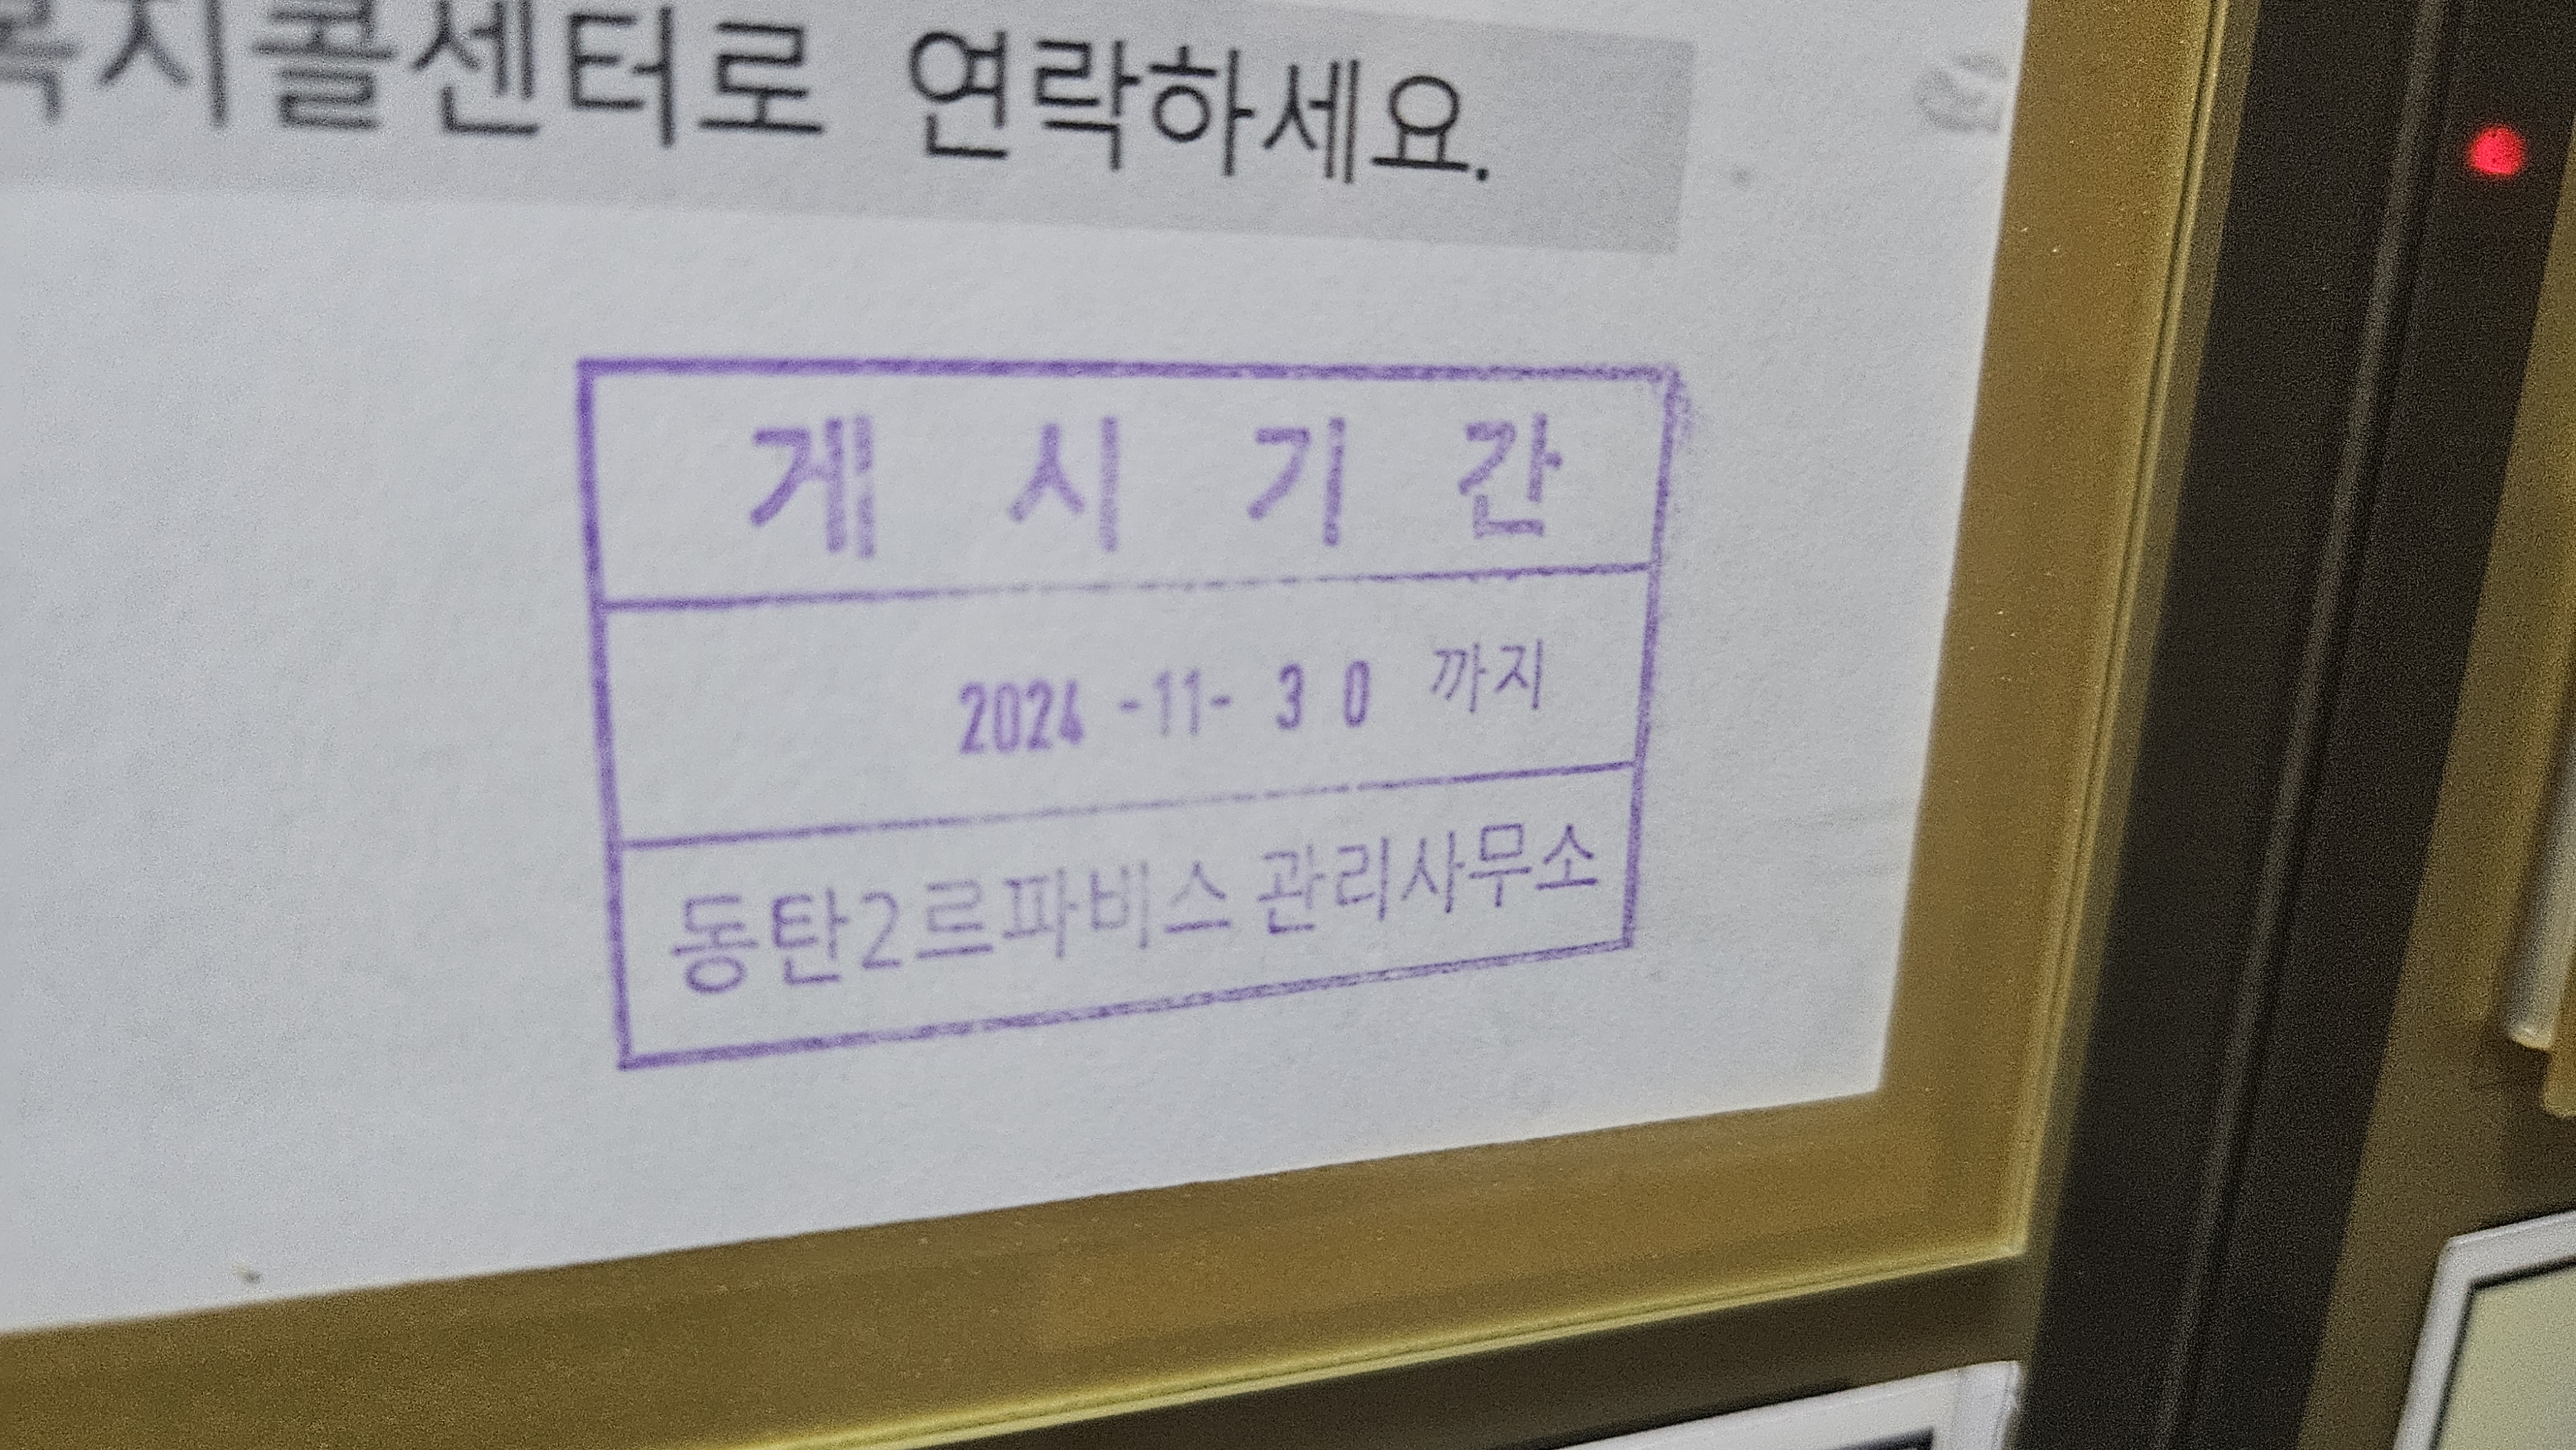 복지콜센터로 연락하세요.
게 시 기 간
2024 -11- 3 0 까지
동탄2르파비스 관리사무소